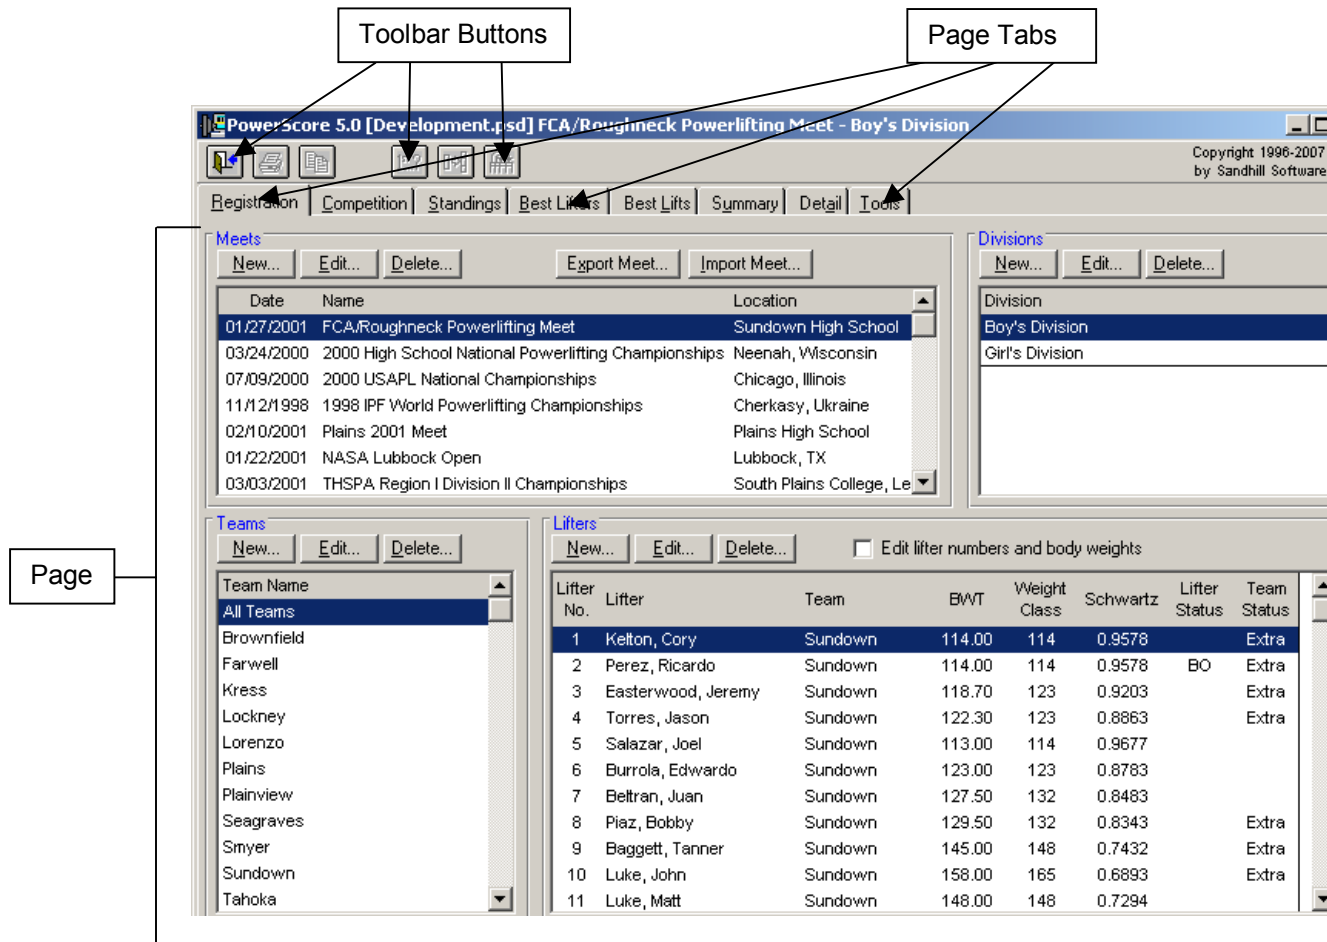 Toolbar Buttons
Page Tabs
PowerScore 5.0 [Development.psd] FCA/Roughneck Powerlifting Meet - Boy's Division
Copyright 1996-2007
by Sandhill Software
Registration Competition Standings Best Lifters Best Lifts Summary Detail Tools
Meets
New... Edit... Delete... Export Meet... Import Meet...
Date Name Location
01/27/2001 FCA/Roughneck Powerlifting Meet Sundown High School
03/24/2000 2000 High School National Powerlifting Championships Neenah, Wisconsin
07/09/2000 2000 USAPL National Championships Chicago, Illinois
11/12/1998 1998 IPF World Powerlifting Championships Cherkasy, Ukraine
02/10/2001 Plains 2001 Meet Plains High School
01/22/2001 NASA Lubbock Open Lubbock, TX
03/03/2001 THSPA Region I Division II Championships South Plains College, Le
Divisions
New... Edit... Delete...
Division
Boy's Division
Girl's Division
Page
Teams
New... Edit... Delete...
Team Name
All Teams
Brownfield
Farwell
Kress
Lockney
Lorenzo
Plains
Plainview
Seagraves
Smyer
Sundown
Tahoka
Lifters
New... Edit... Delete... Edit lifter numbers and body weights
Lifter No. Lifter Team BWT Weight Class Schwartz Lifter Status Team Status
1 Kelton, Cory Sundown 114.00 114 0.9578 Extra
2 Perez, Ricardo Sundown 114.00 114 0.9578 BO Extra
3 Easterwood, Jeremy Sundown 118.70 123 0.9203 Extra
4 Torres, Jason Sundown 122.30 123 0.8863 Extra
5 Salazar, Joel Sundown 113.00 114 0.9677
6 Burrola, Edwardo Sundown 123.00 123 0.8783
7 Beltran, Juan Sundown 127.50 132 0.8483
8 Piaz, Bobby Sundown 129.50 132 0.8343 Extra
9 Baggett, Tanner Sundown 145.00 148 0.7432 Extra
10 Luke, John Sundown 158.00 165 0.6893 Extra
11 Luke, Matt Sundown 148.00 148 0.7294